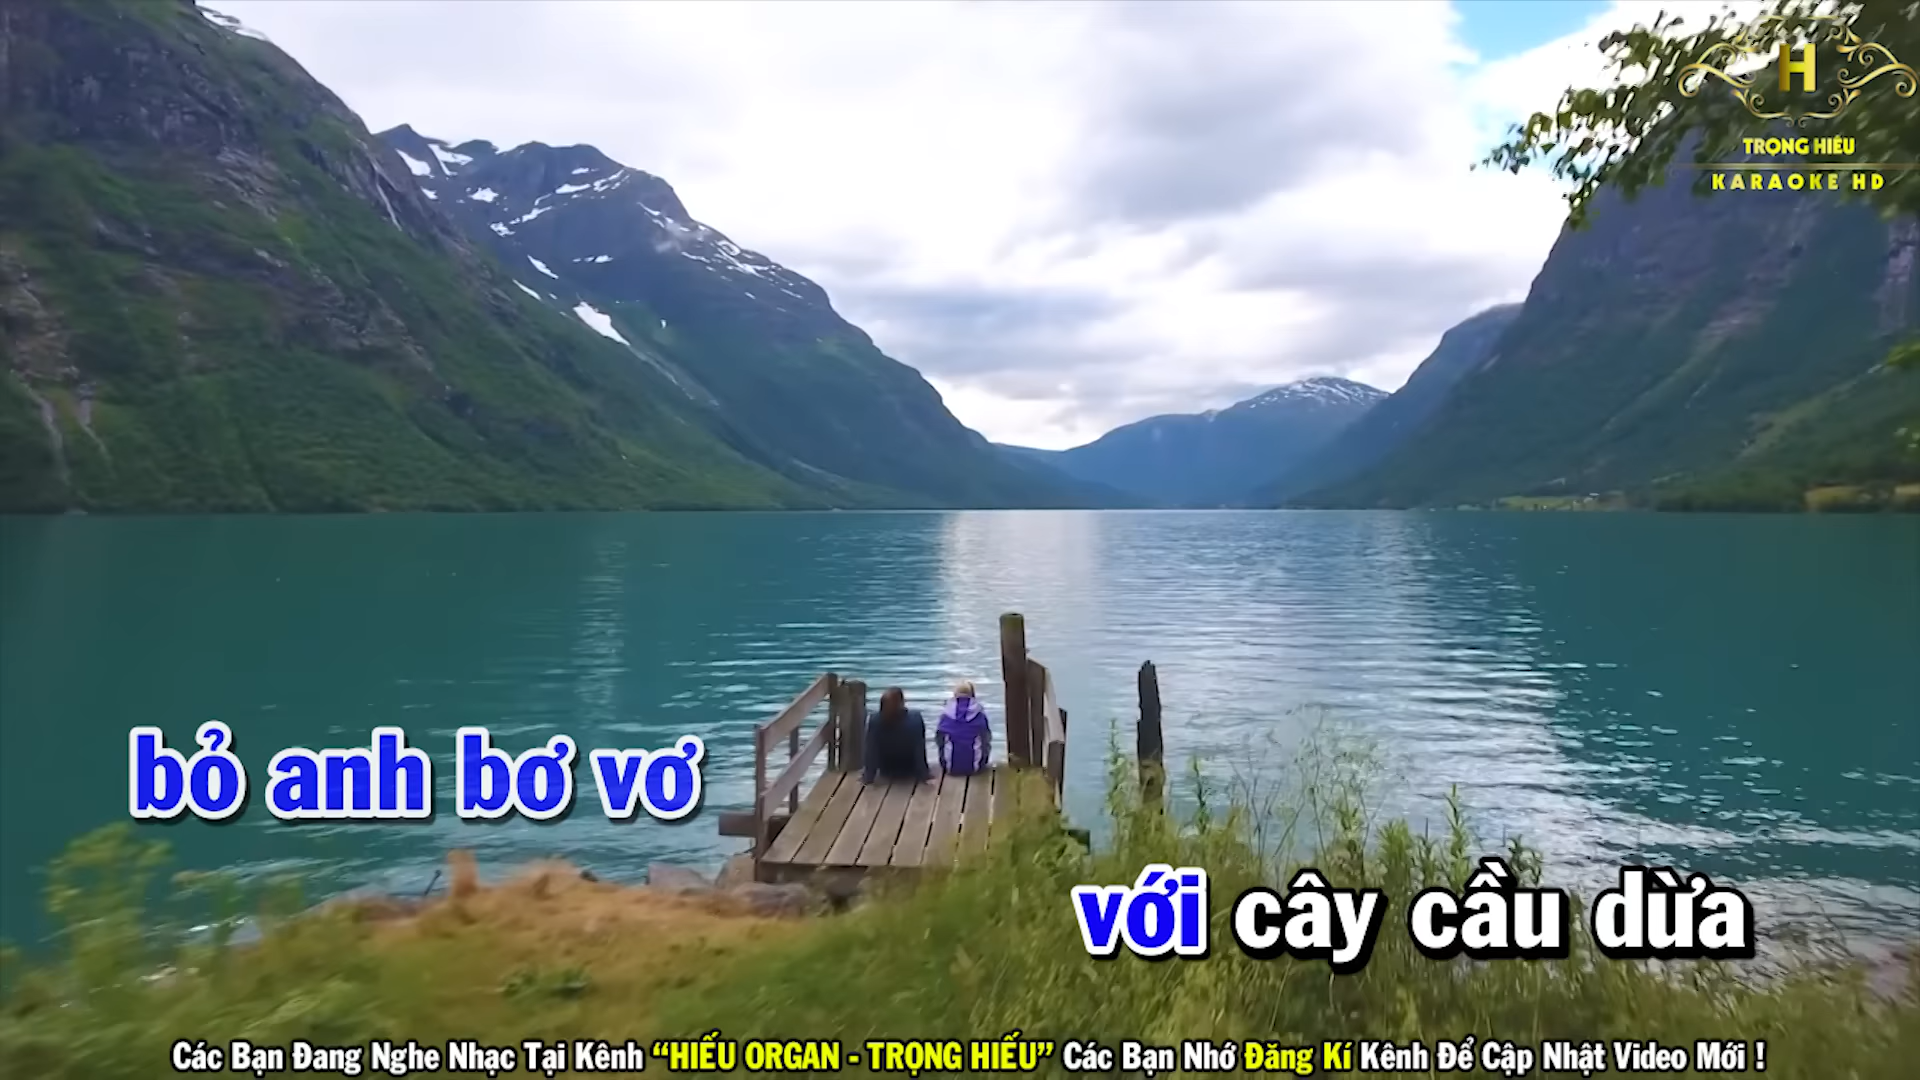 H
TRỌNG HIẾU
KARAOKE HD
bỏ anh bơ vơ
với cây cầu dừa
Các Bạn Đang Nghe Nhạc Tại Kênh “HIẾU ORGAN - TRỌNG HIẾU” Các Bạn Nhớ Đăng Kí Kênh Để Cập Nhật Video Mới !